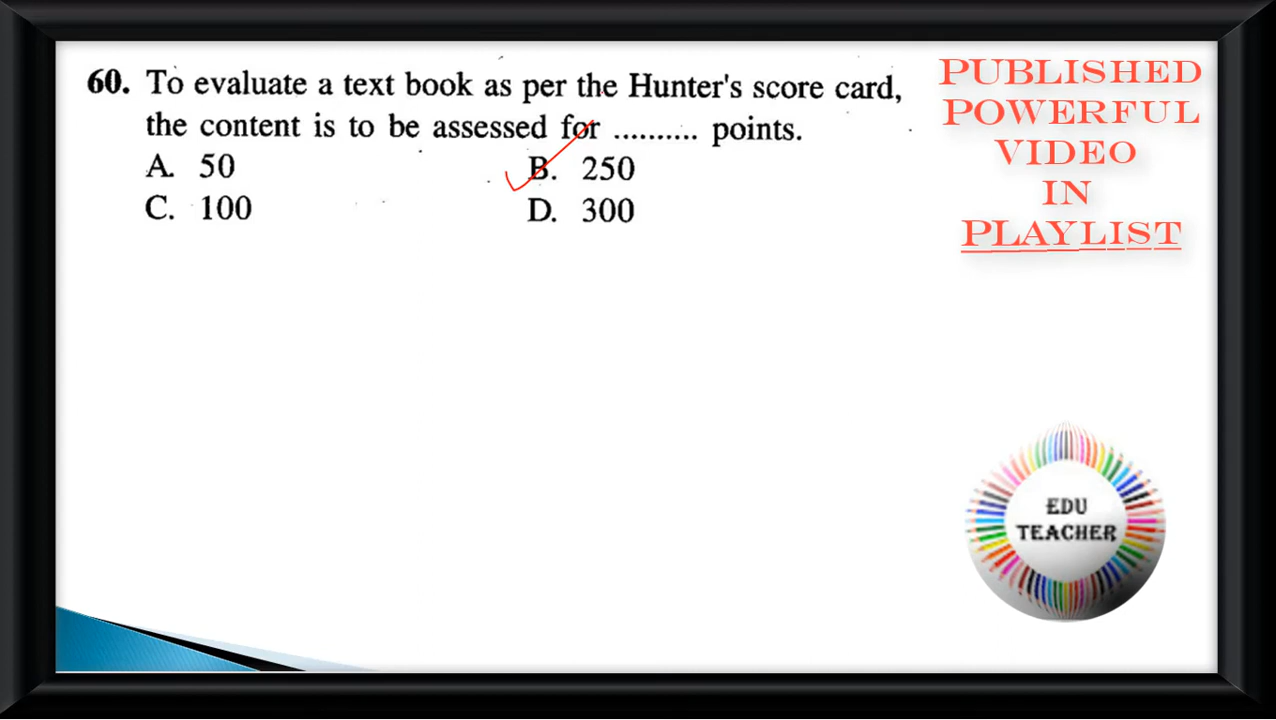 60. To evaluate a text book as per the Hunter's score card,
the content is to be assessed for .......... points.
A. 50
B. 250
C. 100
D. 300
PUBLISHED
POWERFUL
VIDEO
IN
PLAYLIST
EDU
TEACHER